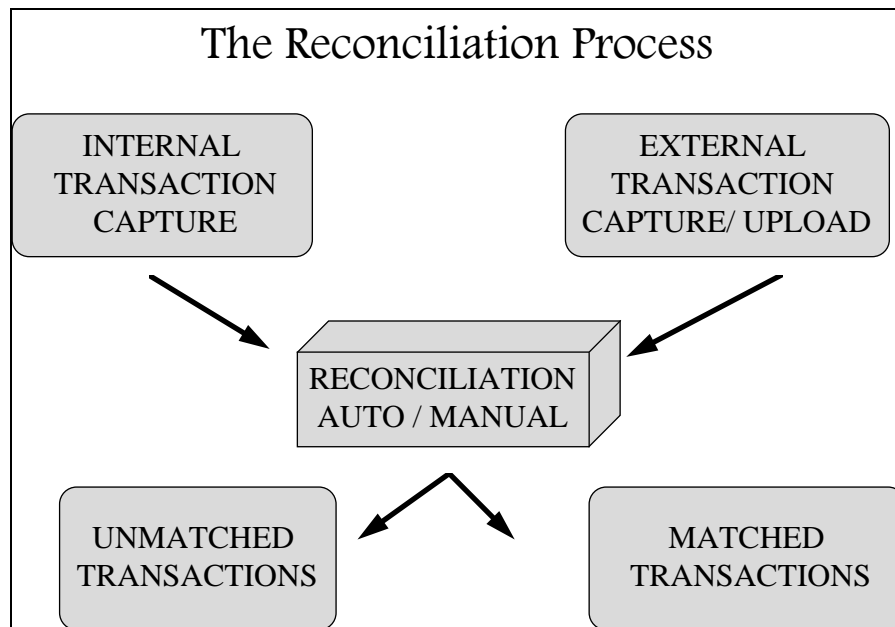 The Reconciliation Process
INTERNAL
TRANSACTION
CAPTURE
EXTERNAL
TRANSACTION
CAPTURE/ UPLOAD
RECONCILIATION
AUTO / MANUAL
UNMATCHED
TRANSACTIONS
MATCHED
TRANSACTIONS